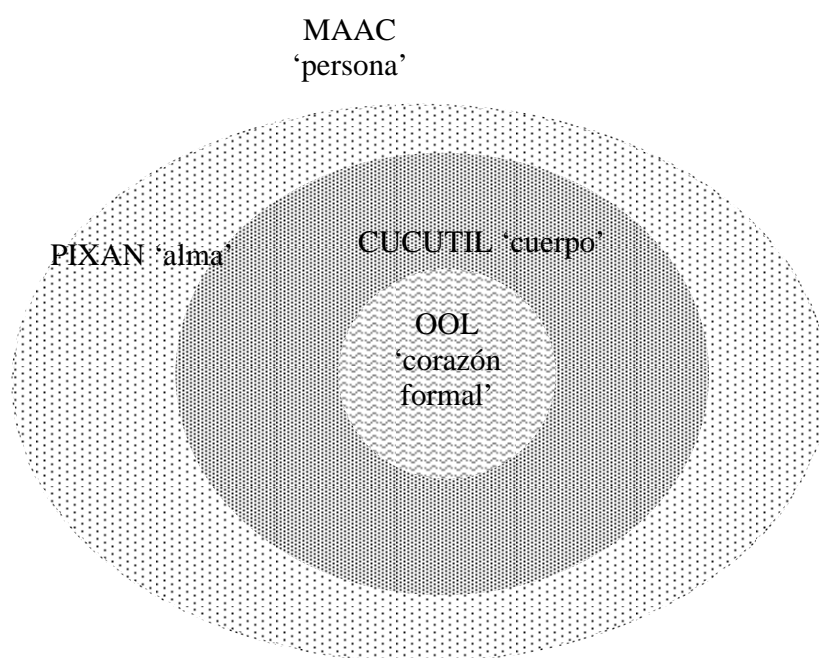 MAAC
‘persona’
PIXAN ‘alma’
CUCUTIL ‘cuerpo’
OOL
‘corazón
formal’